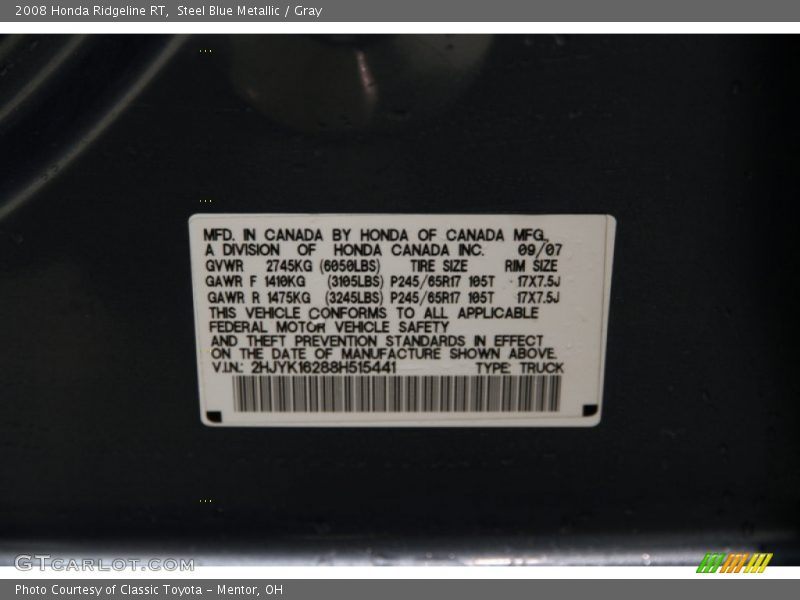 2008 Honda Ridgeline RT, Steel Blue Metallic / Gray
MFD. IN CANADA BY HONDA OF CANADA MFG.,
A DIVISION OF HONDA CANADA INC. 09/07
GVWR 2745KG (6050LBS) TIRE SIZE RIM SIZE
GAWR F 1410KG (3105LBS) P245/65R17 105T 17X7.5J
GAWR R 1475KG (3245LBS) P245/65R17 105T 17X7.5J
THIS VEHICLE CONFORMS TO ALL APPLICABLE
FEDERAL MOTOR VEHICLE SAFETY
AND THEFT PREVENTION STANDARDS IN EFFECT
ON THE DATE OF MANUFACTURE SHOWN ABOVE.
V.I.N.: 2HJYK16288H515441 TYPE: TRUCK
GTCARLOT.COM
Photo Courtesy of Classic Toyota - Mentor, OH